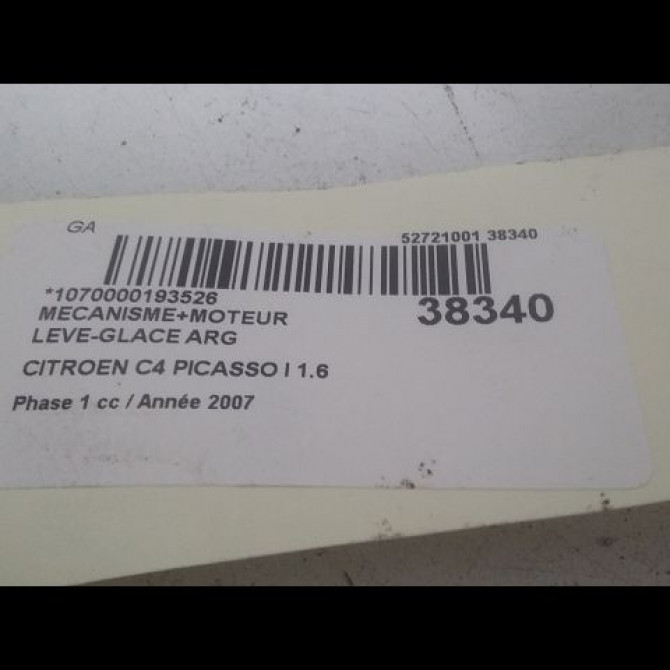 GA
52721001 38340
*1070000193526
38340
MECANISME+MOTEUR
LEVE-GLACE ARG
CITROEN C4 PICASSO I 1.6
Phase 1 cc / Année 2007